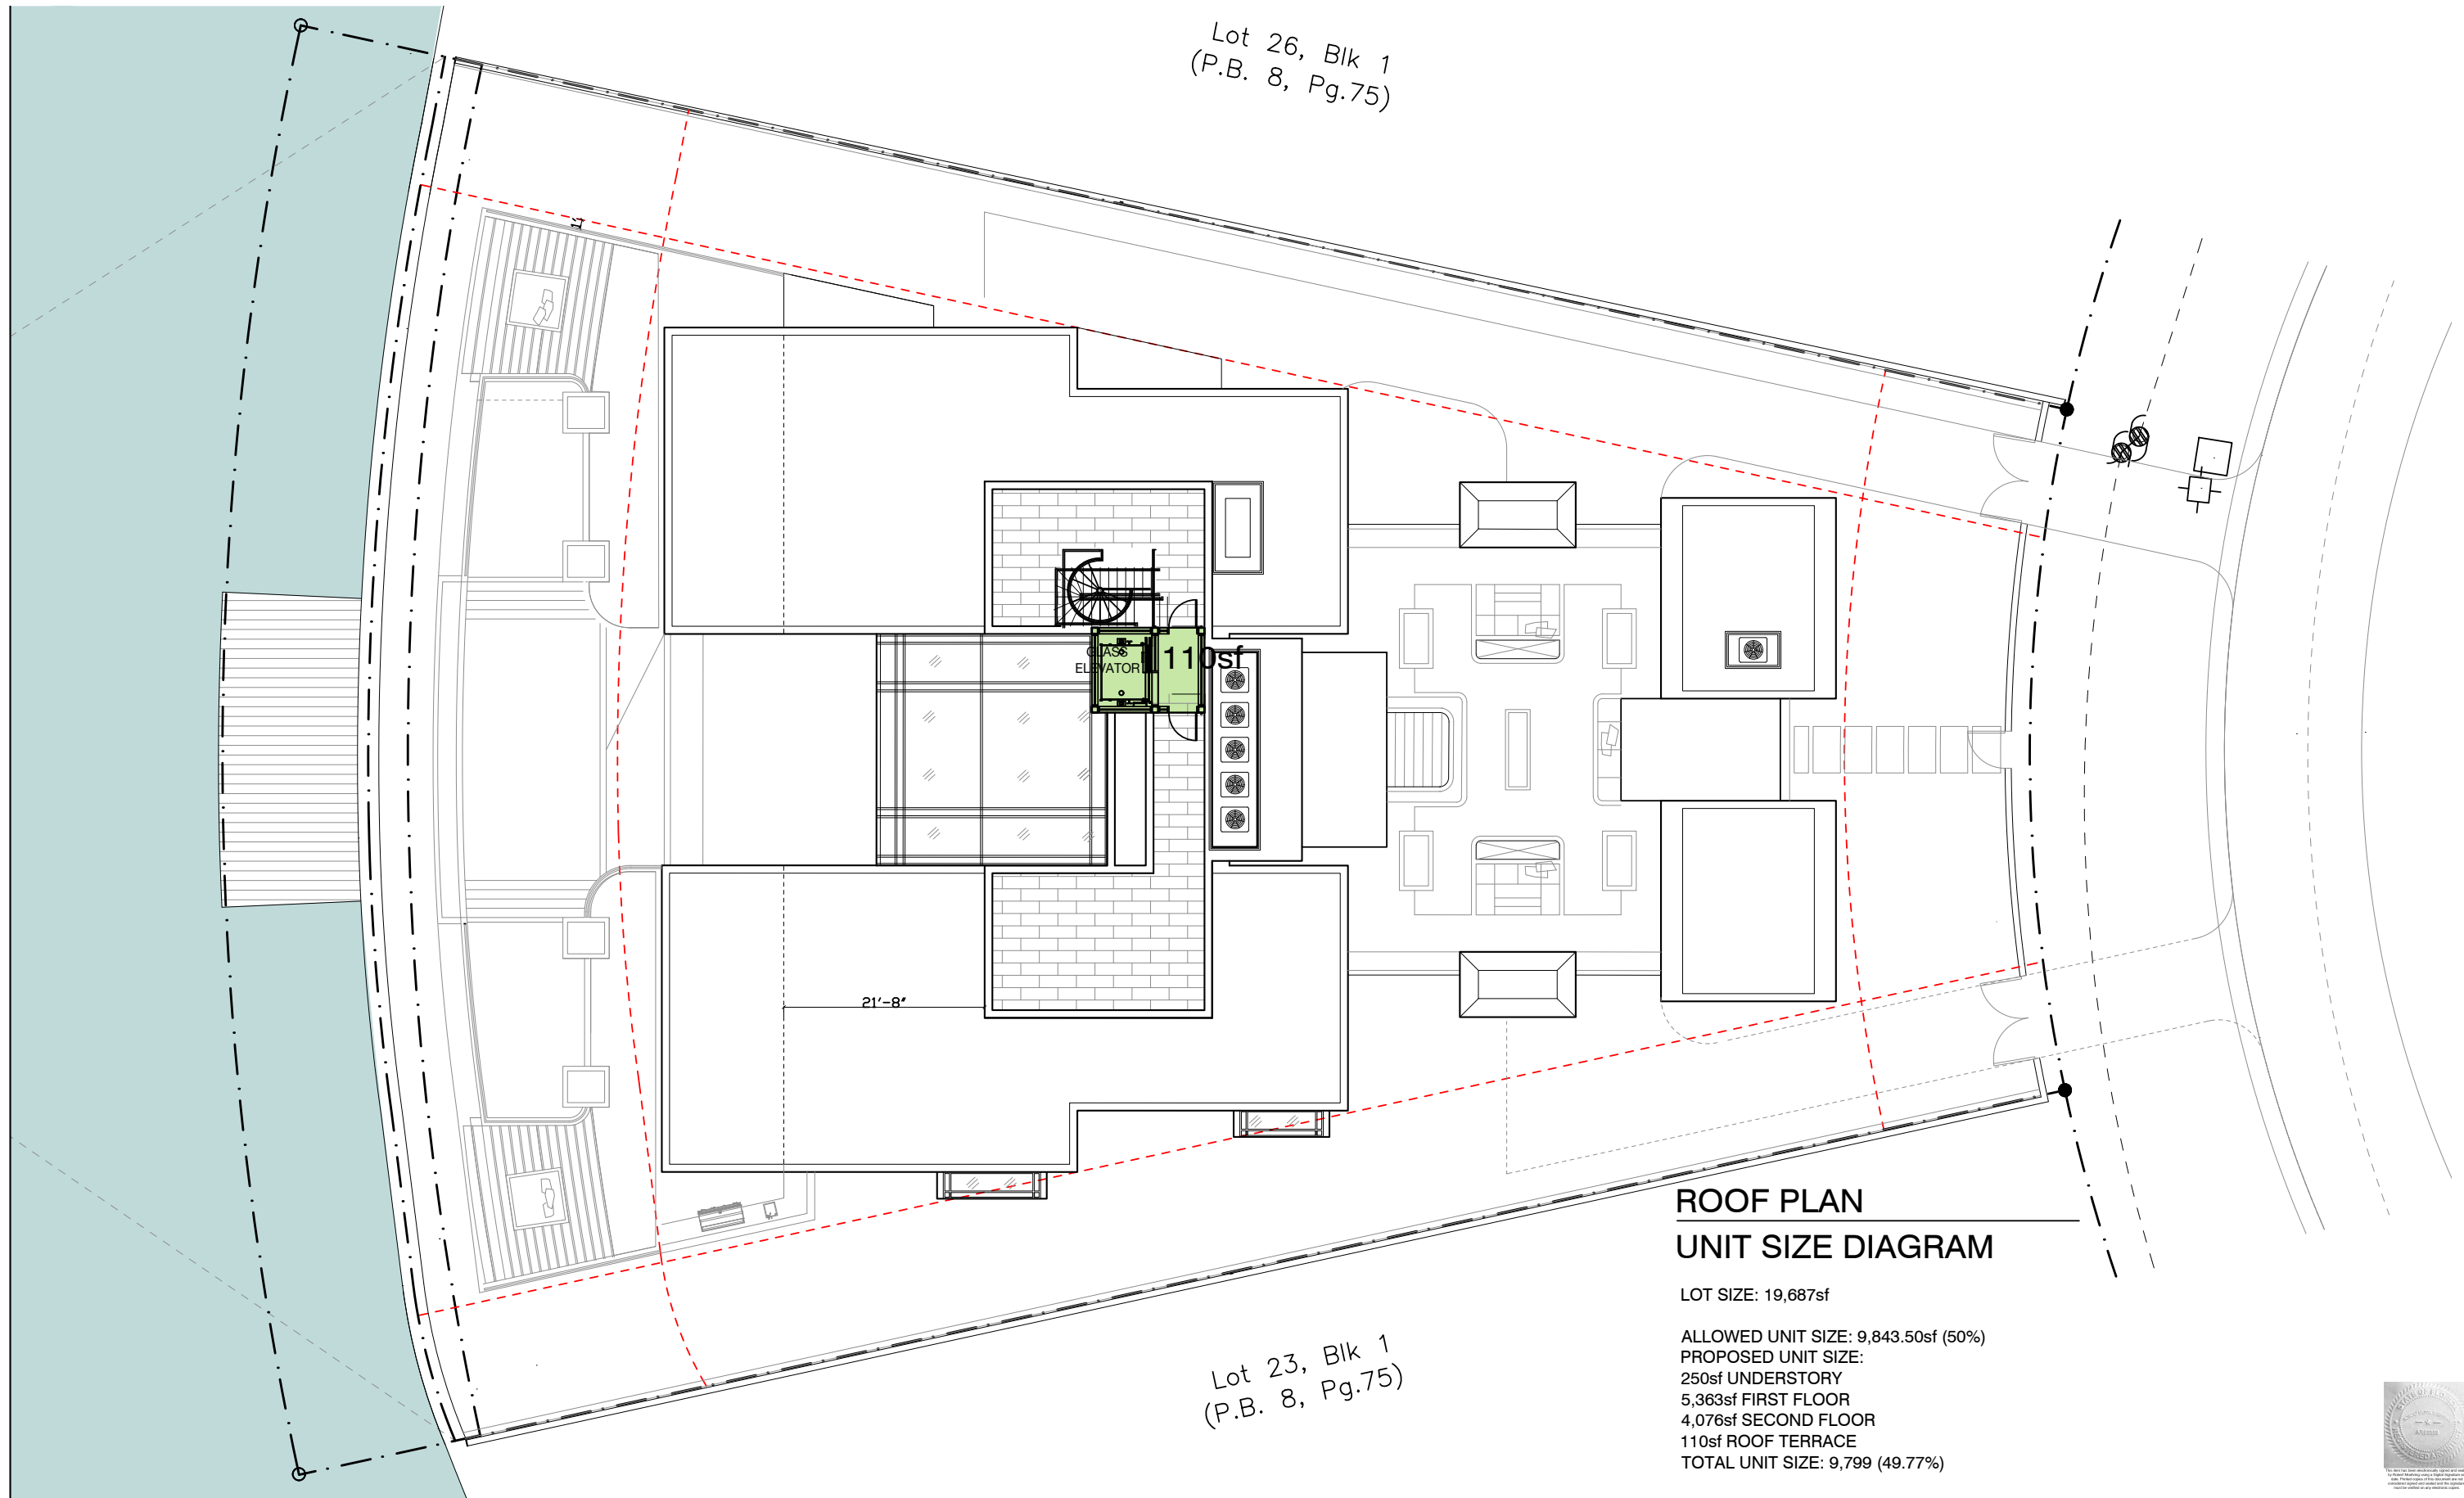 Lot 26, Blk 1
(P.B. 8, Pg.75)
1'
GLASS
ELEVATOR
110sf
21'-8"
ROOF PLAN
UNIT SIZE DIAGRAM
LOT SIZE: 19,687sf
ALLOWED UNIT SIZE: 9,843.50sf (50%)
PROPOSED UNIT SIZE:
250sf UNDERSTORY
5,363sf FIRST FLOOR
4,076sf SECOND FLOOR
110sf ROOF TERRACE
TOTAL UNIT SIZE: 9,799 (49.77%)
Lot 23, Blk 1
(P.B. 8, Pg.75)